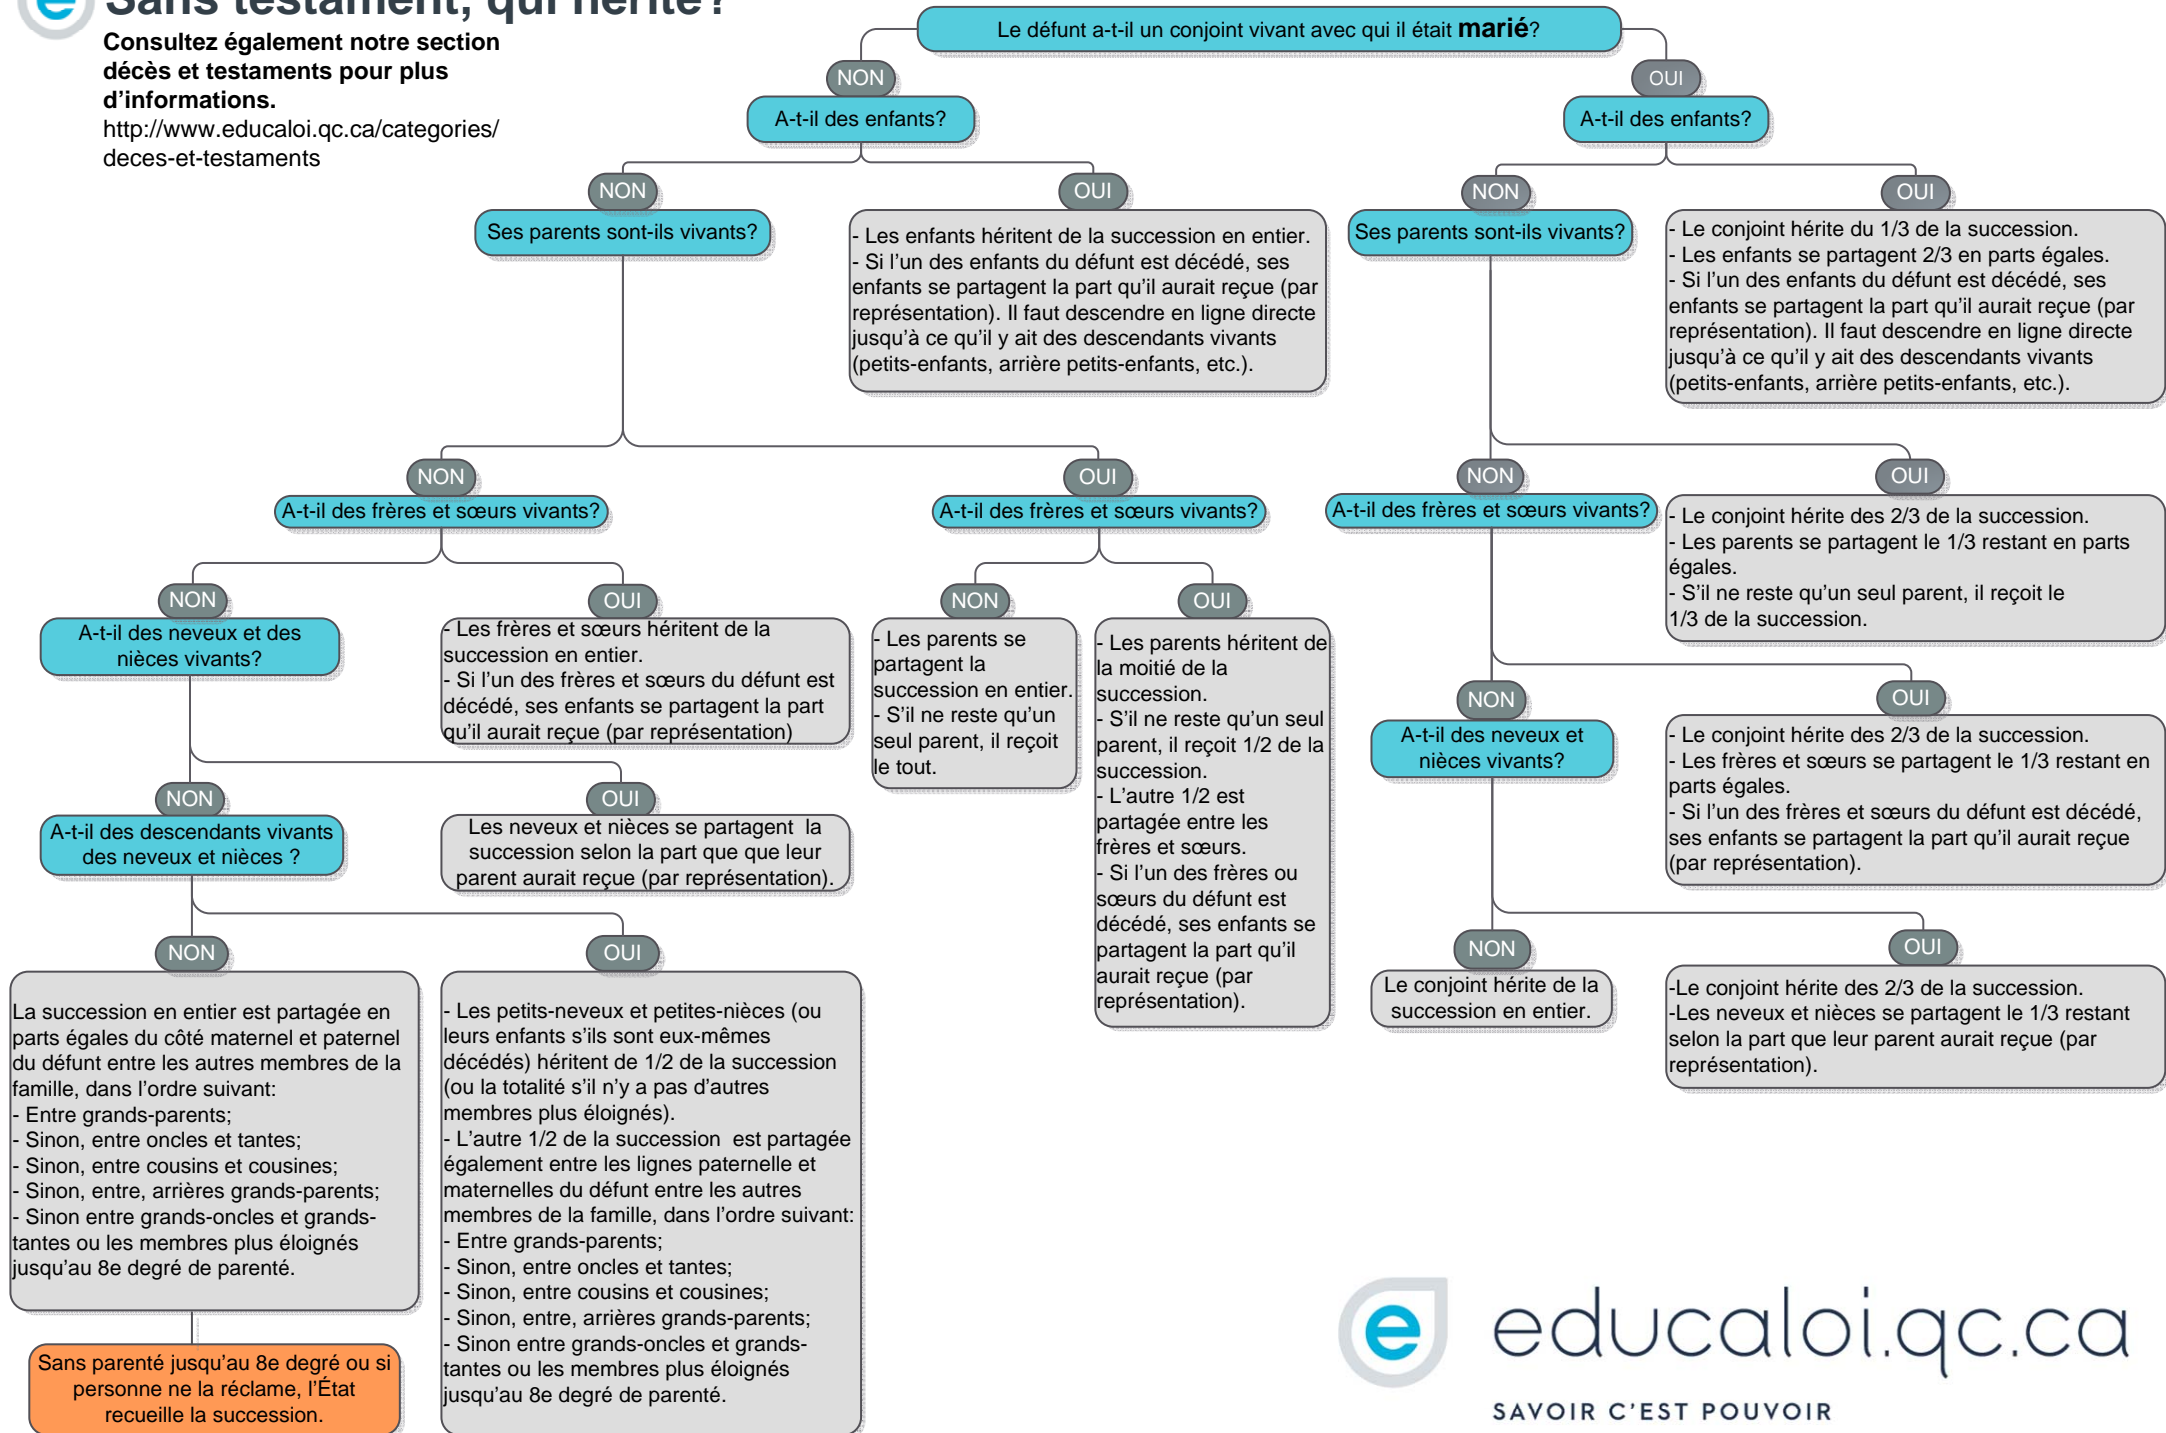 Sans testament, qui hérite?
Consultez également notre section
décès et testaments pour plus
d'informations.
http://www.educaloi.qc.ca/categories/
deces-et-testaments
Le défunt a-t-il un conjoint vivant avec qui il était marié?
NON
OUI
A-t-il des enfants?
A-t-il des enfants?
NON
OUI
NON
OUI
Ses parents sont-ils vivants?
- Les enfants héritent de la succession en entier.
- Si l'un des enfants du défunt est décédé, ses
enfants se partagent la part qu'il aurait reçue (par
représentation). Il faut descendre en ligne directe
jusqu'à ce qu'il y ait des descendants vivants
(petits-enfants, arrière petits-enfants, etc.).
Ses parents sont-ils vivants?
- Le conjoint hérite du 1/3 de la succession.
- Les enfants se partagent 2/3 en parts égales.
- Si l'un des enfants du défunt est décédé, ses
enfants se partagent la part qu'il aurait reçue (par
représentation). Il faut descendre en ligne directe
jusqu'à ce qu'il y ait des descendants vivants
(petits-enfants, arrière petits-enfants, etc.).
NON
OUI
NON
OUI
A-t-il des frères et sœurs vivants?
A-t-il des frères et sœurs vivants?
A-t-il des frères et sœurs vivants?
- Le conjoint hérite des 2/3 de la succession.
- Les parents se partagent le 1/3 restant en parts
égales.
- S'il ne reste qu'un seul parent, il reçoit le
1/3 de la succession.
NON
OUI
NON
OUI
A-t-il des neveux et des
nièces vivants?
- Les frères et sœurs héritent de la
succession en entier.
- Si l'un des frères et sœurs du défunt est
décédé, ses enfants se partagent la part
qu'il aurait reçue (par représentation)
- Les parents se
partagent la
succession en entier.
- S'il ne reste qu'un
seul parent, il reçoit
le tout.
- Les parents héritent de
la moitié de la
succession.
- S'il ne reste qu'un seul
parent, il reçoit 1/2 de la
succession.
- L'autre 1/2 est
partagée entre les
frères et sœurs.
- Si l'un des frères ou
sœurs du défunt est
décédé, ses enfants se
partagent la part qu'il
aurait reçue (par
représentation).
NON
OUI
A-t-il des neveux et
nièces vivants?
- Le conjoint hérite des 2/3 de la succession.
- Les frères et sœurs se partagent le 1/3 restant en
parts égales.
- Si l'un des frères et sœurs du défunt est décédé,
ses enfants se partagent la part qu'il aurait reçue
(par représentation).
NON
OUI
A-t-il des descendants vivants
des neveux et nièces ?
Les neveux et nièces se partagent  la
succession selon la part que que leur
parent aurait reçue (par représentation).
NON
OUI
NON
OUI
La succession en entier est partagée en
parts égales du côté maternel et paternel
du défunt entre les autres membres de la
famille, dans l'ordre suivant:
- Entre grands-parents;
- Sinon, entre oncles et tantes;
- Sinon, entre cousins et cousines;
- Sinon, entre, arrières grands-parents;
- Sinon entre grands-oncles et grands-
tantes ou les membres plus éloignés
jusqu'au 8e degré de parenté.
- Les petits-neveux et petites-nièces (ou
leurs enfants s'ils sont eux-mêmes
décédés) héritent de 1/2 de la succession
(ou la totalité s'il n'y a pas d'autres
membres plus éloignés).
- L'autre 1/2 de la succession  est partagée
également entre les lignes paternelle et
maternelles du défunt entre les autres
membres de la famille, dans l'ordre suivant:
- Entre grands-parents;
- Sinon, entre oncles et tantes;
- Sinon, entre cousins et cousines;
- Sinon, entre, arrières grands-parents;
- Sinon entre grands-oncles et grands-
tantes ou les membres plus éloignés
jusqu'au 8e degré de parenté.
Le conjoint hérite de la
succession en entier.
-Le conjoint hérite des 2/3 de la succession.
-Les neveux et nièces se partagent le 1/3 restant
selon la part que leur parent aurait reçue (par
représentation).
Sans parenté jusqu'au 8e degré ou si
personne ne la réclame, l'État
recueille la succession.
e educaloi.qc.ca
SAVOIR C'EST POUVOIR